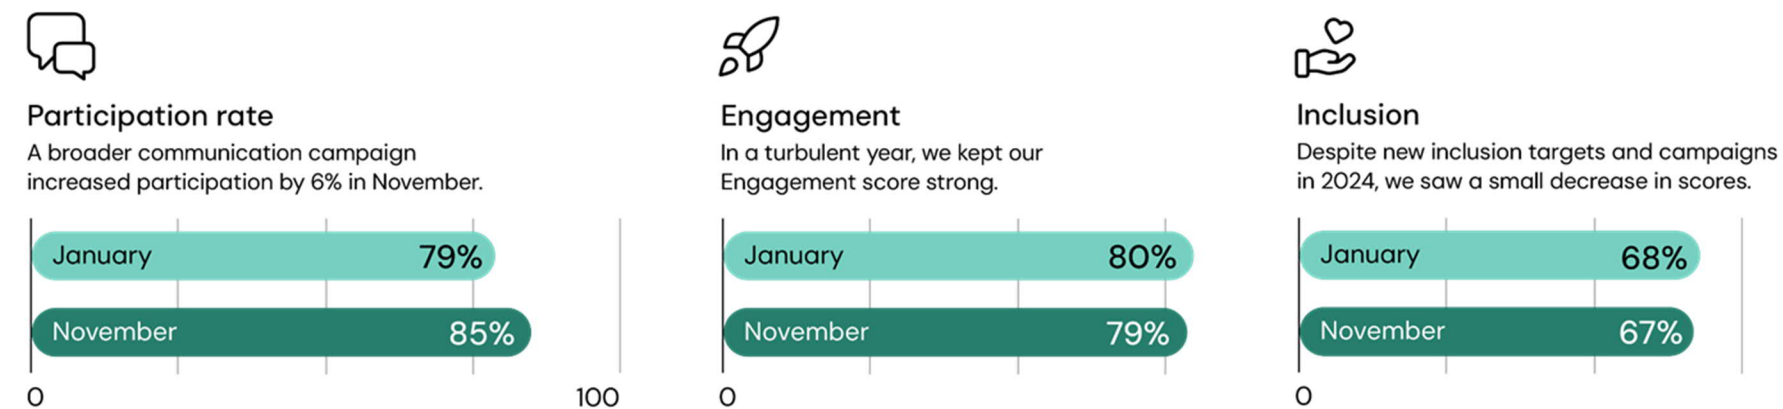 Participation rate
A broader communication campaign
increased participation by 6% in November.
January 79%
November 85%
0 100
Engagement
In a turbulent year, we kept our
Engagement score strong.
January 80%
November 79%
0
Inclusion
Despite new inclusion targets and campaigns
in 2024, we saw a small decrease in scores.
January 68%
November 67%
0